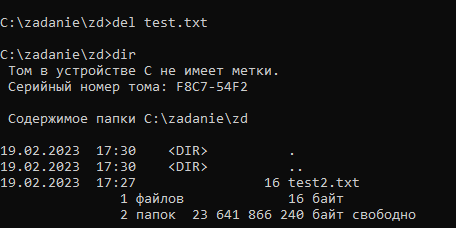 C:\zadanie\zd>del test.txt
C:\zadanie\zd>dir
Том в устройстве C не имеет метки.
Серийный номер тома: F8C7-54F2
Содержимое папки C:\zadanie\zd
19.02.2023  17:30    <DIR>          .
19.02.2023  17:30    <DIR>          ..
19.02.2023  17:27                16 test2.txt
1 файлов             16 байт
2 папок  23 641 866 240 байт свободно